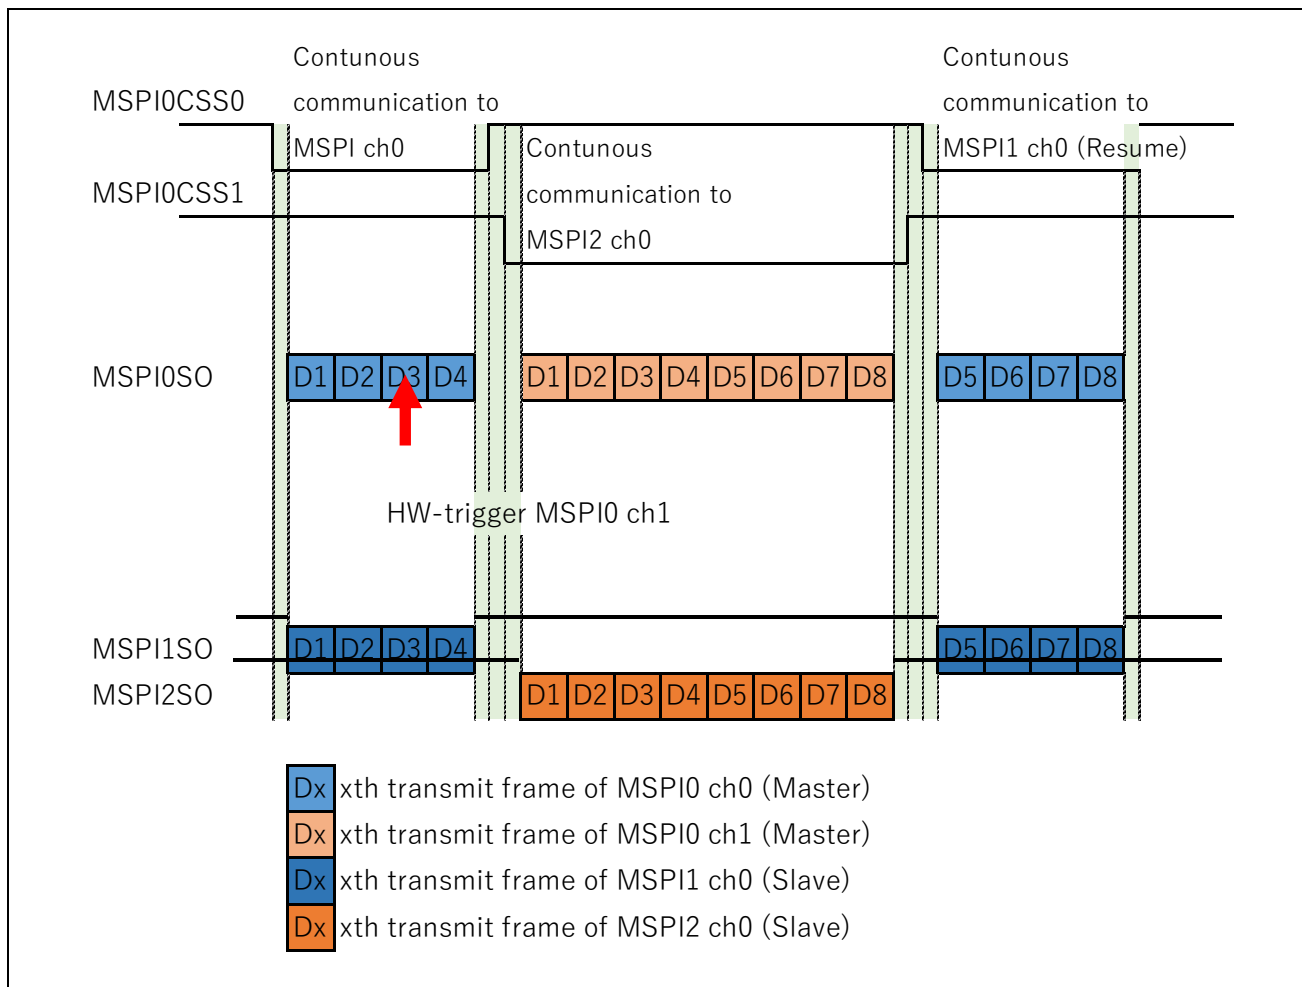 Contunous
communication to
MSPI ch0
Contunous
communication to
MSPI2 ch0
Contunous
communication to
MSPI1 ch0 (Resume)
MSPI0CSS0
MSPI0CSS1
MSPI0SO
D1 D2 D3 D4
D1 D2 D3 D4 D5 D6 D7 D8
D5 D6 D7 D8
HW-trigger MSPI0 ch1
MSPI1SO
D1 D2 D3 D4
D5 D6 D7 D8
MSPI2SO
D1 D2 D3 D4 D5 D6 D7 D8
Dx xth transmit frame of MSPI0 ch0 (Master)
Dx xth transmit frame of MSPI0 ch1 (Master)
Dx xth transmit frame of MSPI1 ch0 (Slave)
Dx xth transmit frame of MSPI2 ch0 (Slave)